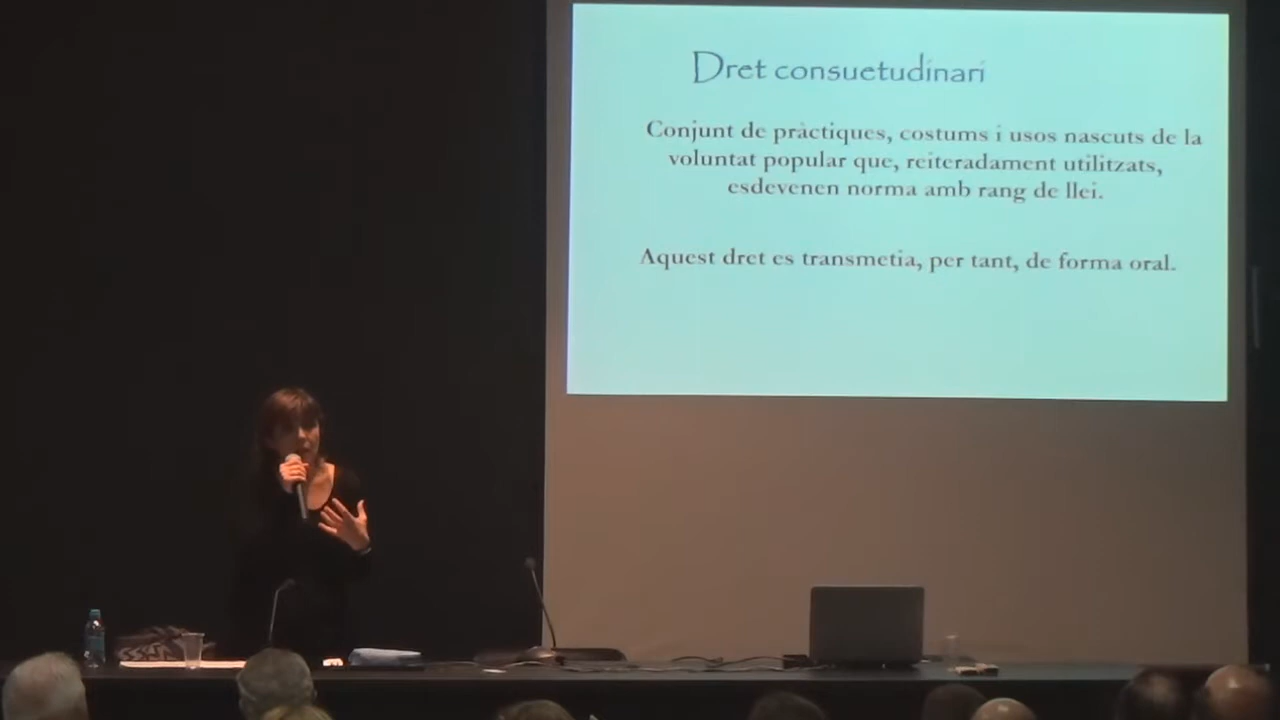 Dret consuetudinari
Conjunt de pràctiques, costums i usos nascuts de la
voluntat popular que, reiteradament utilitzats,
esdevenen norma amb rang de llei.
Aquest dret es transmetia, per tant, de forma oral.